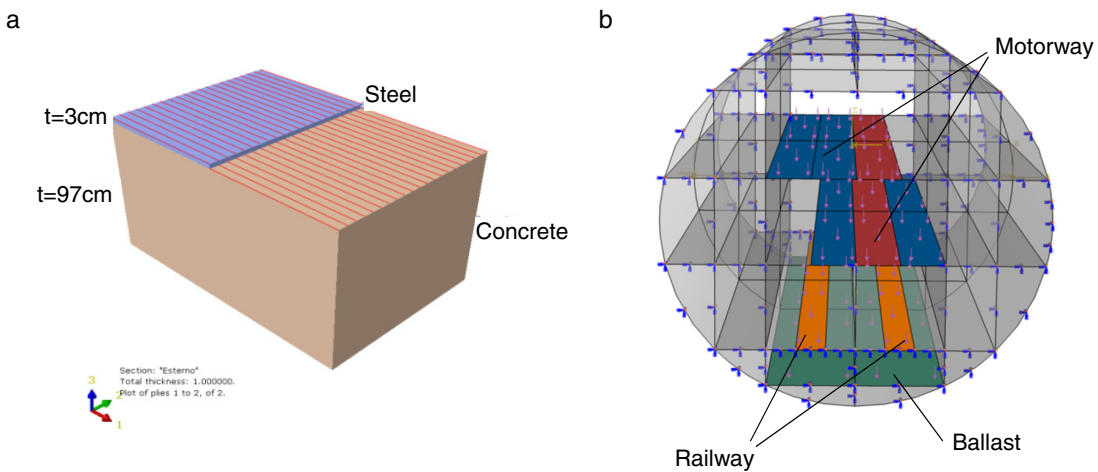 a
Steel
t=3cm
t=97cm
Concrete
Section: "Esterno"
Total thickness: 1.000000.
Plot of plies 1 to 2, of 2.
3
2
1
b
Motorway
Railway
Ballast